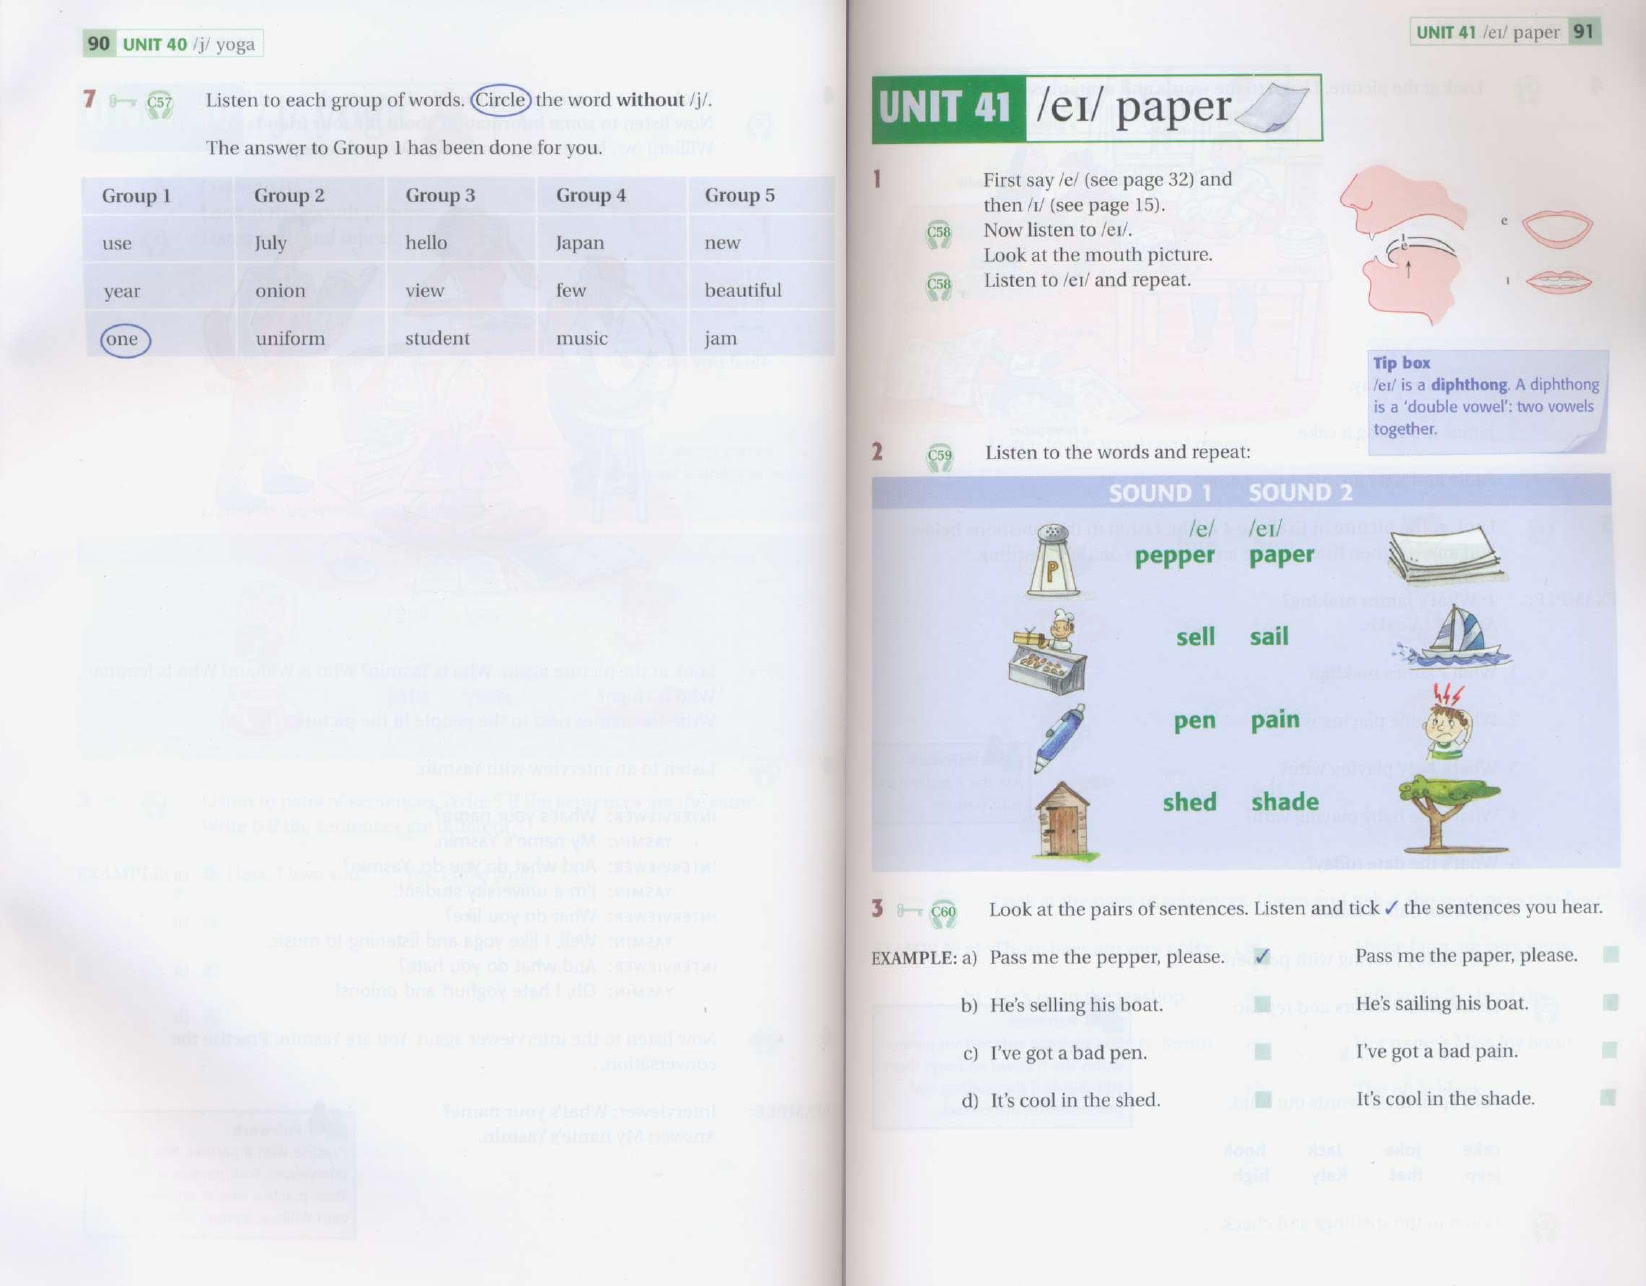 90 UNIT 40 /j/ yoga
7 C57 Listen to each group of words. Circle the word without /j/.
The answer to Group 1 has been done for you.
Group 1 Group 2 Group 3 Group 4 Group 5
use July hello Japan new
year onion view few beautiful
one uniform student music jam
UNIT 41 /eɪ/ paper 91
UNIT 41 /eɪ/ paper
1 First say /e/ (see page 32) and
then /ɪ/ (see page 15).
C58 Now listen to /eɪ/.
Look at the mouth picture.
C58 Listen to /eɪ/ and repeat.
e
ɪ
e
ɪ
Tip box
/eɪ/ is a diphthong. A diphthong
is a 'double vowel': two vowels
together.
2 C59 Listen to the words and repeat:
SOUND 1 SOUND 2
/e/ /eɪ/
P
pepper paper
sell sail
pen pain
shed shade
3 C60 Look at the pairs of sentences. Listen and tick ✓ the sentences you hear.
EXAMPLE: a) Pass me the pepper, please. ✓ Pass me the paper, please.
b) He's selling his boat. He's sailing his boat.
c) I've got a bad pen. I've got a bad pain.
d) It's cool in the shed. It's cool in the shade.